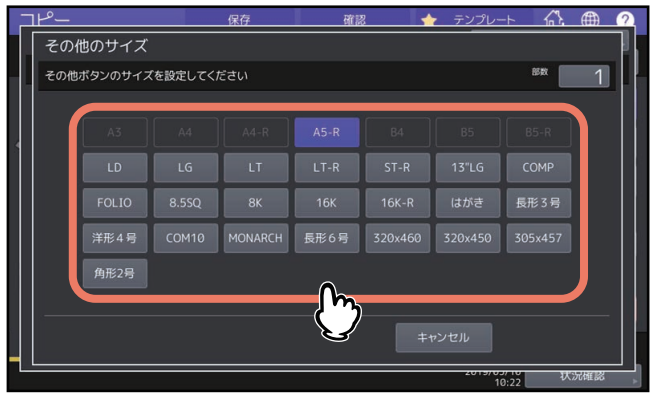 コピー 保存 確認 テンプレート ?
その他のサイズ
その他ボタンのサイズを設定してください 部数 1
A3 A4 A4-R A5-R B4 B5 B5-R
LD LG LT LT-R ST-R 13"LG COMP
FOLIO 8.5SQ 8K 16K 16K-R はがき 長形3号
洋形4号 COM10 MONARCH 長形6号 320x460 320x450 305x457
角形2号
キャンセル
10:22 状況確認